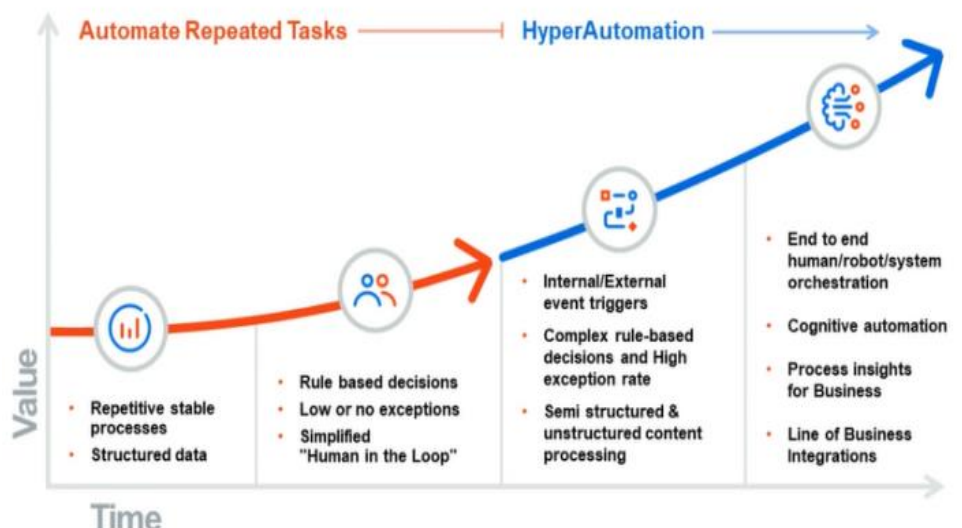 Automate Repeated Tasks
HyperAutomation
Value
• Repetitive stable
processes
• Structured data
• Rule based decisions
• Low or no exceptions
• Simplified
"Human in the Loop"
• Internal/External
event triggers
• Complex rule-based
decisions and High
exception rate
• Semi structured &
unstructured content
processing
• End to end
human/robot/system
orchestration
• Cognitive automation
• Process insights
for Business
• Line of Business
Integrations
Time